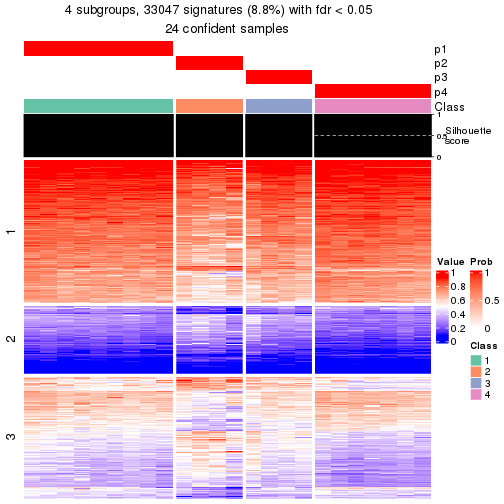 4 subgroups, 33047 signatures (8.8%) with fdr < 0.05
24 confident samples
p1
p2
p3
p4
Class
1
0.5
0
Silhouette
score
1
2
3
Value
1
0.8
0.6
0.4
0.2
0
Prob
1
0.5
0
Class
1
2
3
4